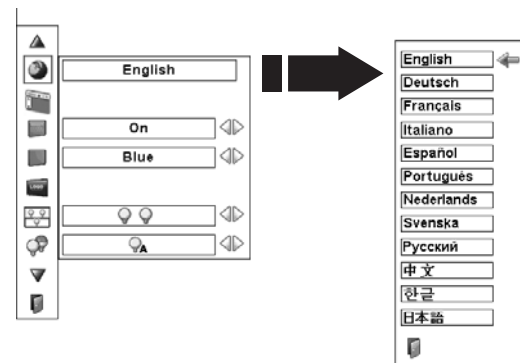 English
On
Blue
A
LOGO
English
Deutsch
Français
Italiano
Español
Português
Nederlands
Svenska
Русский
中文
한글
日本語